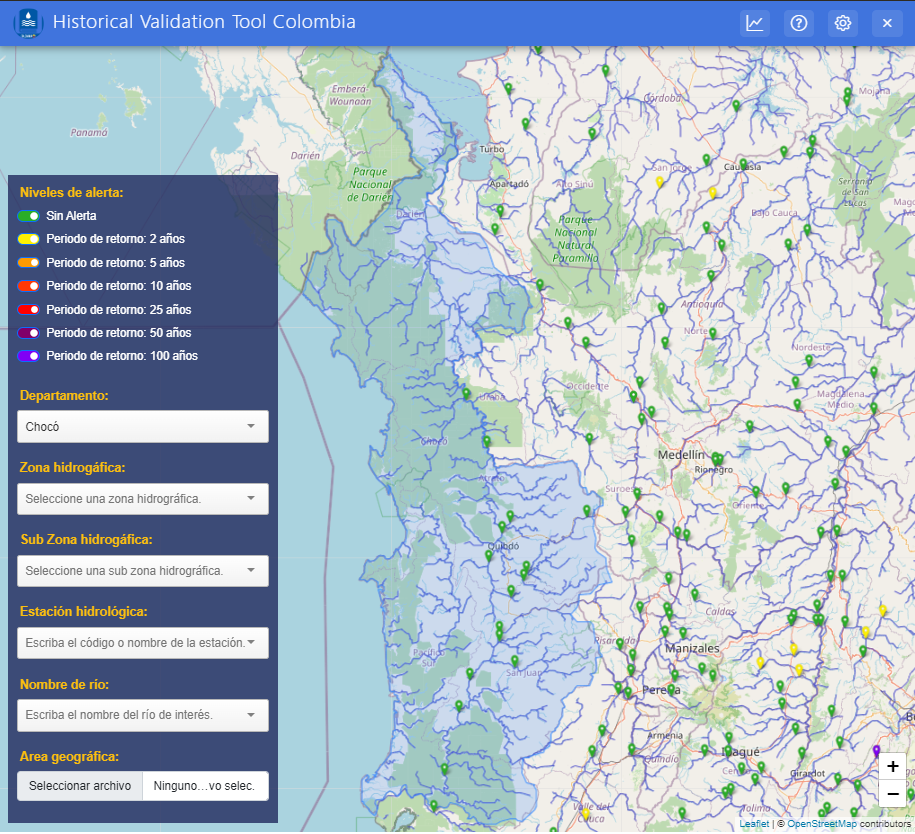 Historical Validation Tool Colombia
Niveles de alerta:
Sin Alerta
Periodo de retorno: 2 años
Periodo de retorno: 5 años
Periodo de retorno: 10 años
Periodo de retorno: 25 años
Periodo de retorno: 50 años
Periodo de retorno: 100 años
Departamento:
Chocó
Zona hidrogáfica:
Seleccione una zona hidrográfica.
Sub Zona hidrogáfica:
Seleccione una sub zona hidrografica.
Estación hidrológica:
Escriba el código o nombre de la estación.
Nombre de río:
Escriba el nombre del río de interés.
Area geográfica:
Seleccionar archivo
Ninguno...vo selec.
Emberá-
Wounaan
Panamá
Darién
Parque
Nacional
de Darién
Darién
Turbo
Apartadó
Alto Sinú
Córdoba
Mojana
San Jorge
Caucasia
Serranía
de San
Lucas
Bajo Cauca
Parque
Nacional
Natural
Paramillo
Antioquia
Norte
Nordeste
Magdalena
Medio
Occidente
Urabá
Chocó
Atrato
Medellín
Rionegro
Suroeste
Oriente
Quibdó
Caldas
Pacífico
Sur
San Juan
Risaralda
Manizales
Pereira
Armenia
Quindío
Ibagué
Girardot
Tolima
Valle del
Cauca
+
−
Leaflet | © OpenStreetMap contributors